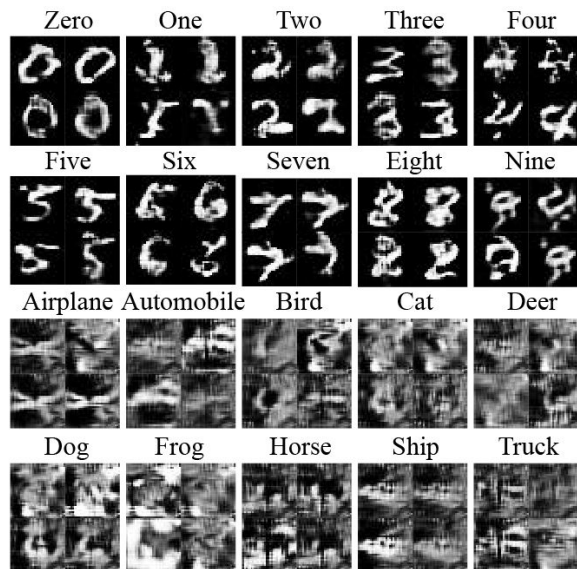 Zero One Two Three Four
Five Six Seven Eight Nine
Airplane Automobile Bird Cat Deer
Dog Frog Horse Ship Truck